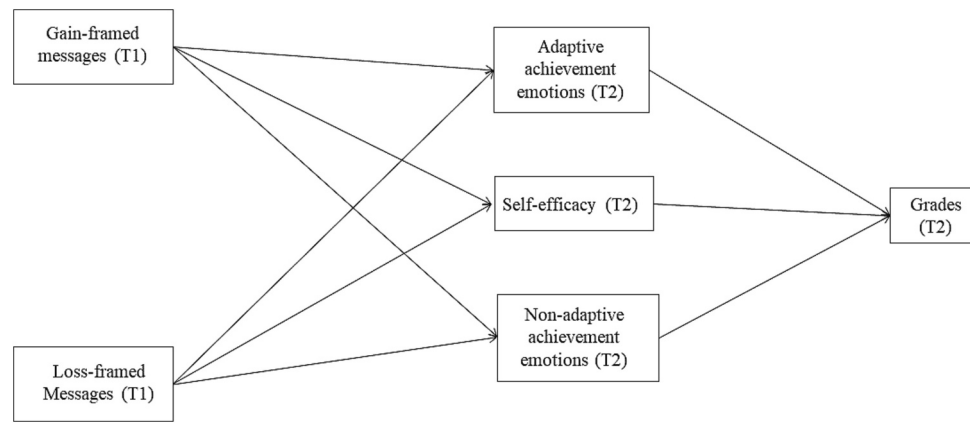 Gain-framed
messages (T1)
Adaptive
achievement
emotions (T2)
Self-efficacy (T2)
Grades
(T2)
Non-adaptive
achievement
emotions (T2)
Loss-framed
Messages (T1)